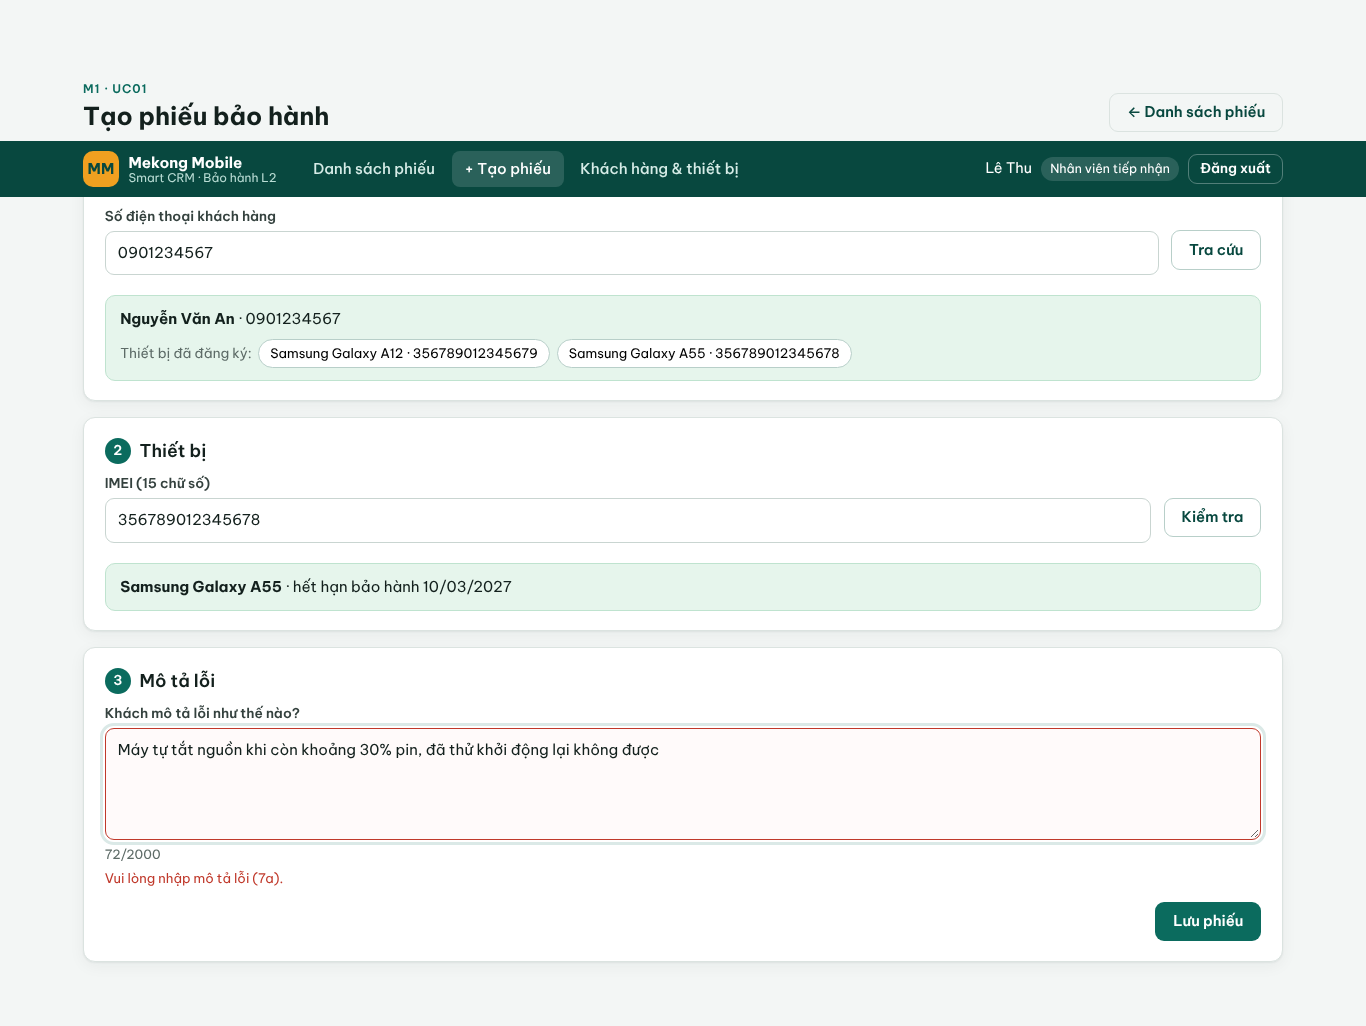 M1 · UC01
Tạo phiếu bảo hành
← Danh sách phiếu
MM
Mekong Mobile
Smart CRM · Bảo hành L2
Danh sách phiếu
+ Tạo phiếu
Khách hàng & thiết bị
Lê Thu
Nhân viên tiếp nhận
Đăng xuất
Số điện thoại khách hàng
0901234567
Tra cứu
Nguyễn Văn An · 0901234567
Thiết bị đã đăng ký: Samsung Galaxy A12 · 356789012345679 Samsung Galaxy A55 · 356789012345678
2 Thiết bị
IMEI (15 chữ số)
356789012345678
Kiểm tra
Samsung Galaxy A55 · hết hạn bảo hành 10/03/2027
3 Mô tả lỗi
Khách mô tả lỗi như thế nào?
Máy tự tắt nguồn khi còn khoảng 30% pin, đã thử khởi động lại không được
72/2000
Vui lòng nhập mô tả lỗi (7a).
Lưu phiếu